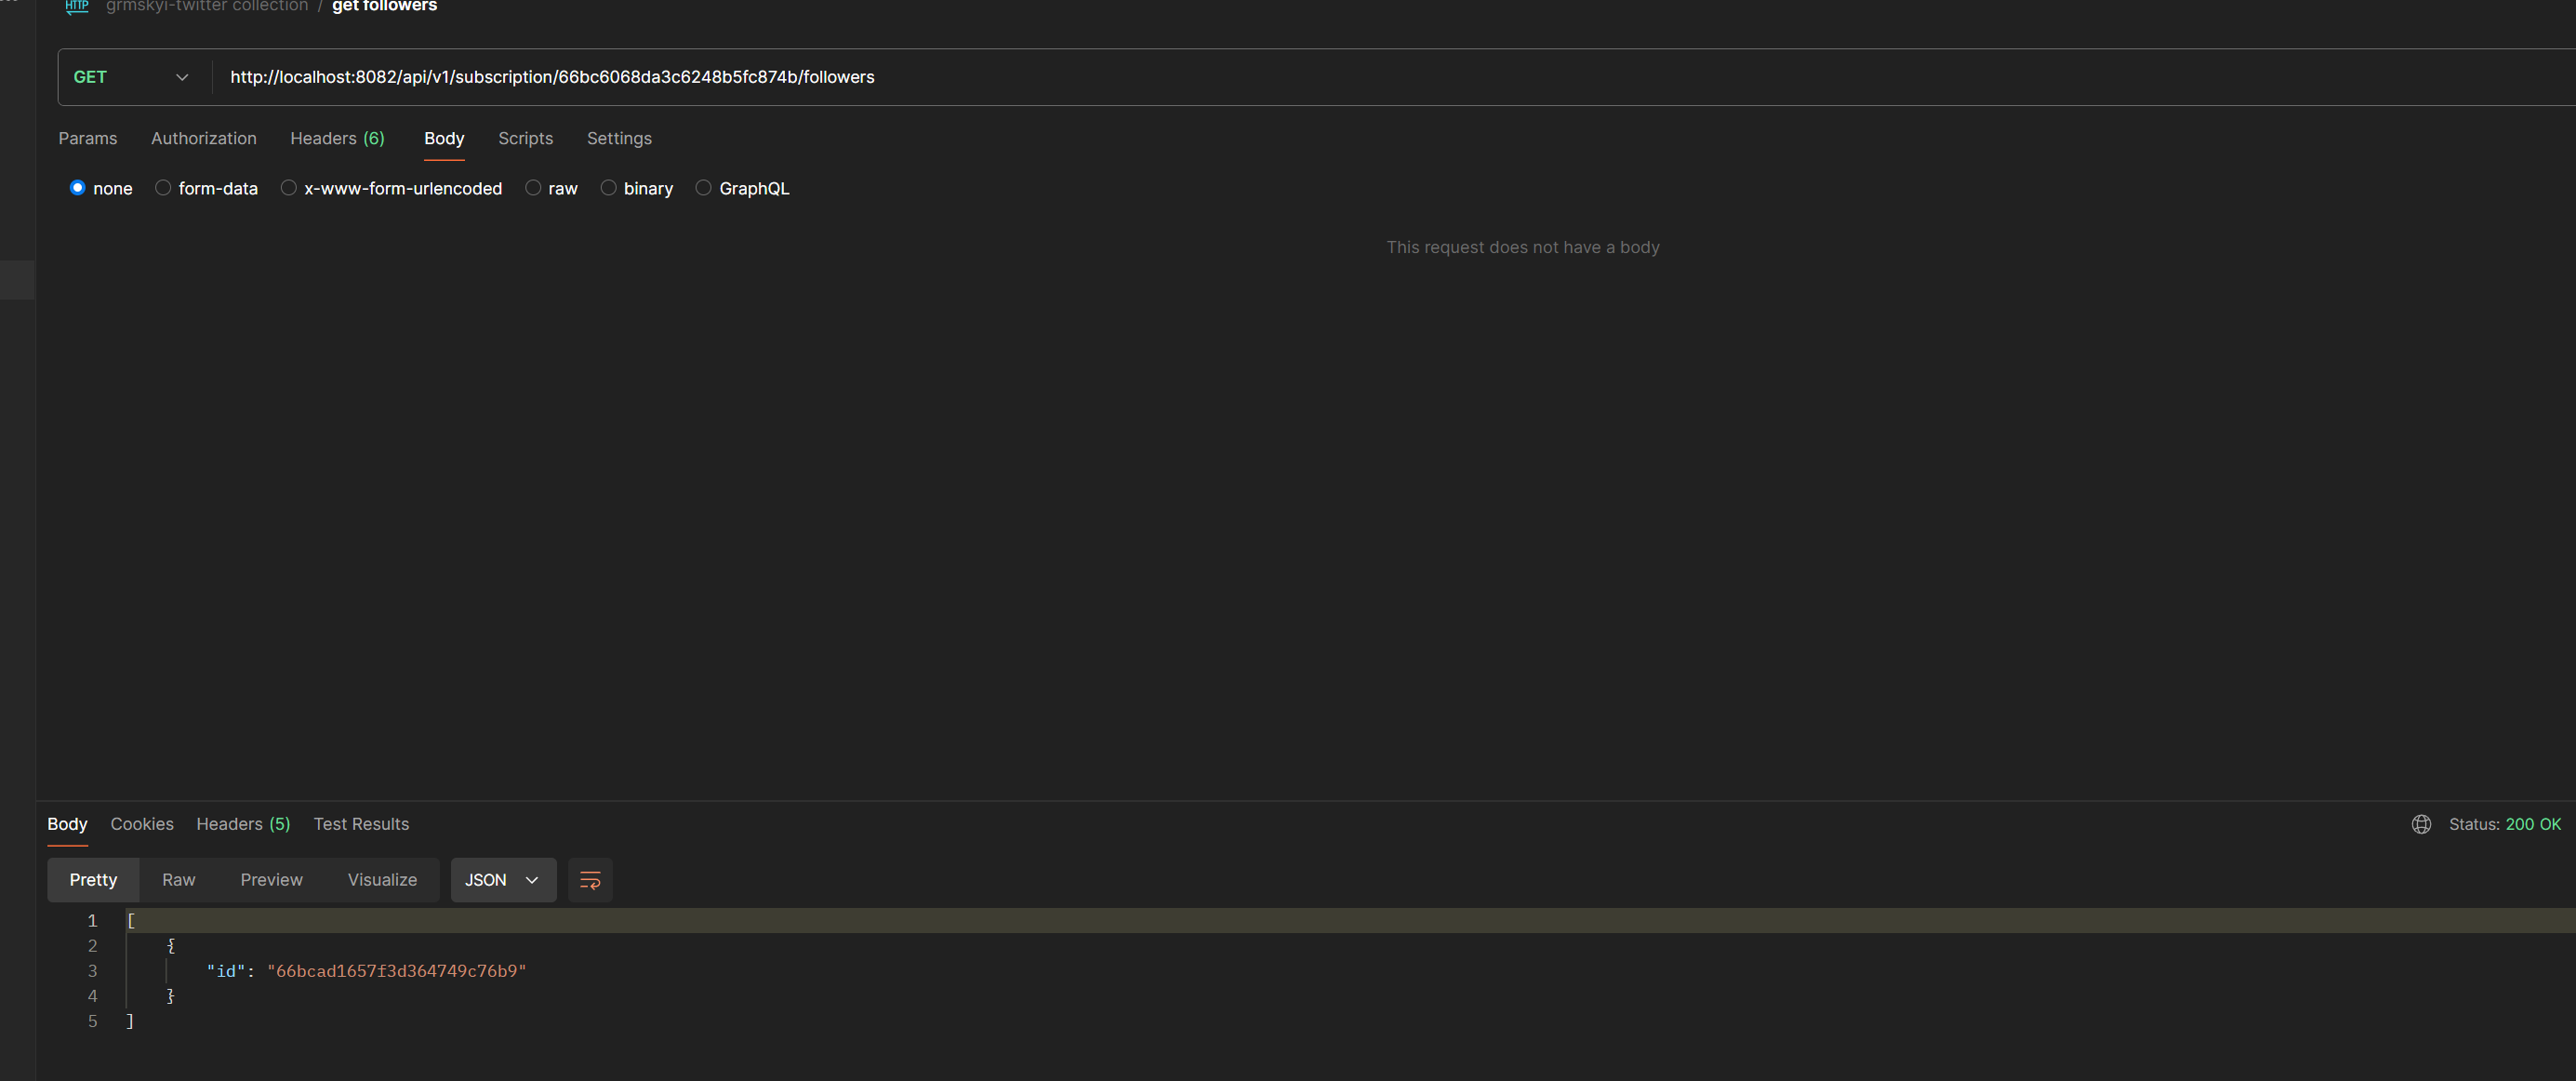 HTTP grmskyi-twitter collection / get followers
GET http://localhost:8082/api/v1/subscription/66bc6068da3c6248b5fc874b/followers
Params Authorization Headers (6) Body Scripts Settings
none form-data x-www-form-urlencoded raw binary GraphQL
This request does not have a body
Body Cookies Headers (5) Test Results Status: 200 OK
Pretty Raw Preview Visualize JSON
1 [
2 {
3 "id": "66bcad1657f3d364749c76b9"
4 }
5 ]